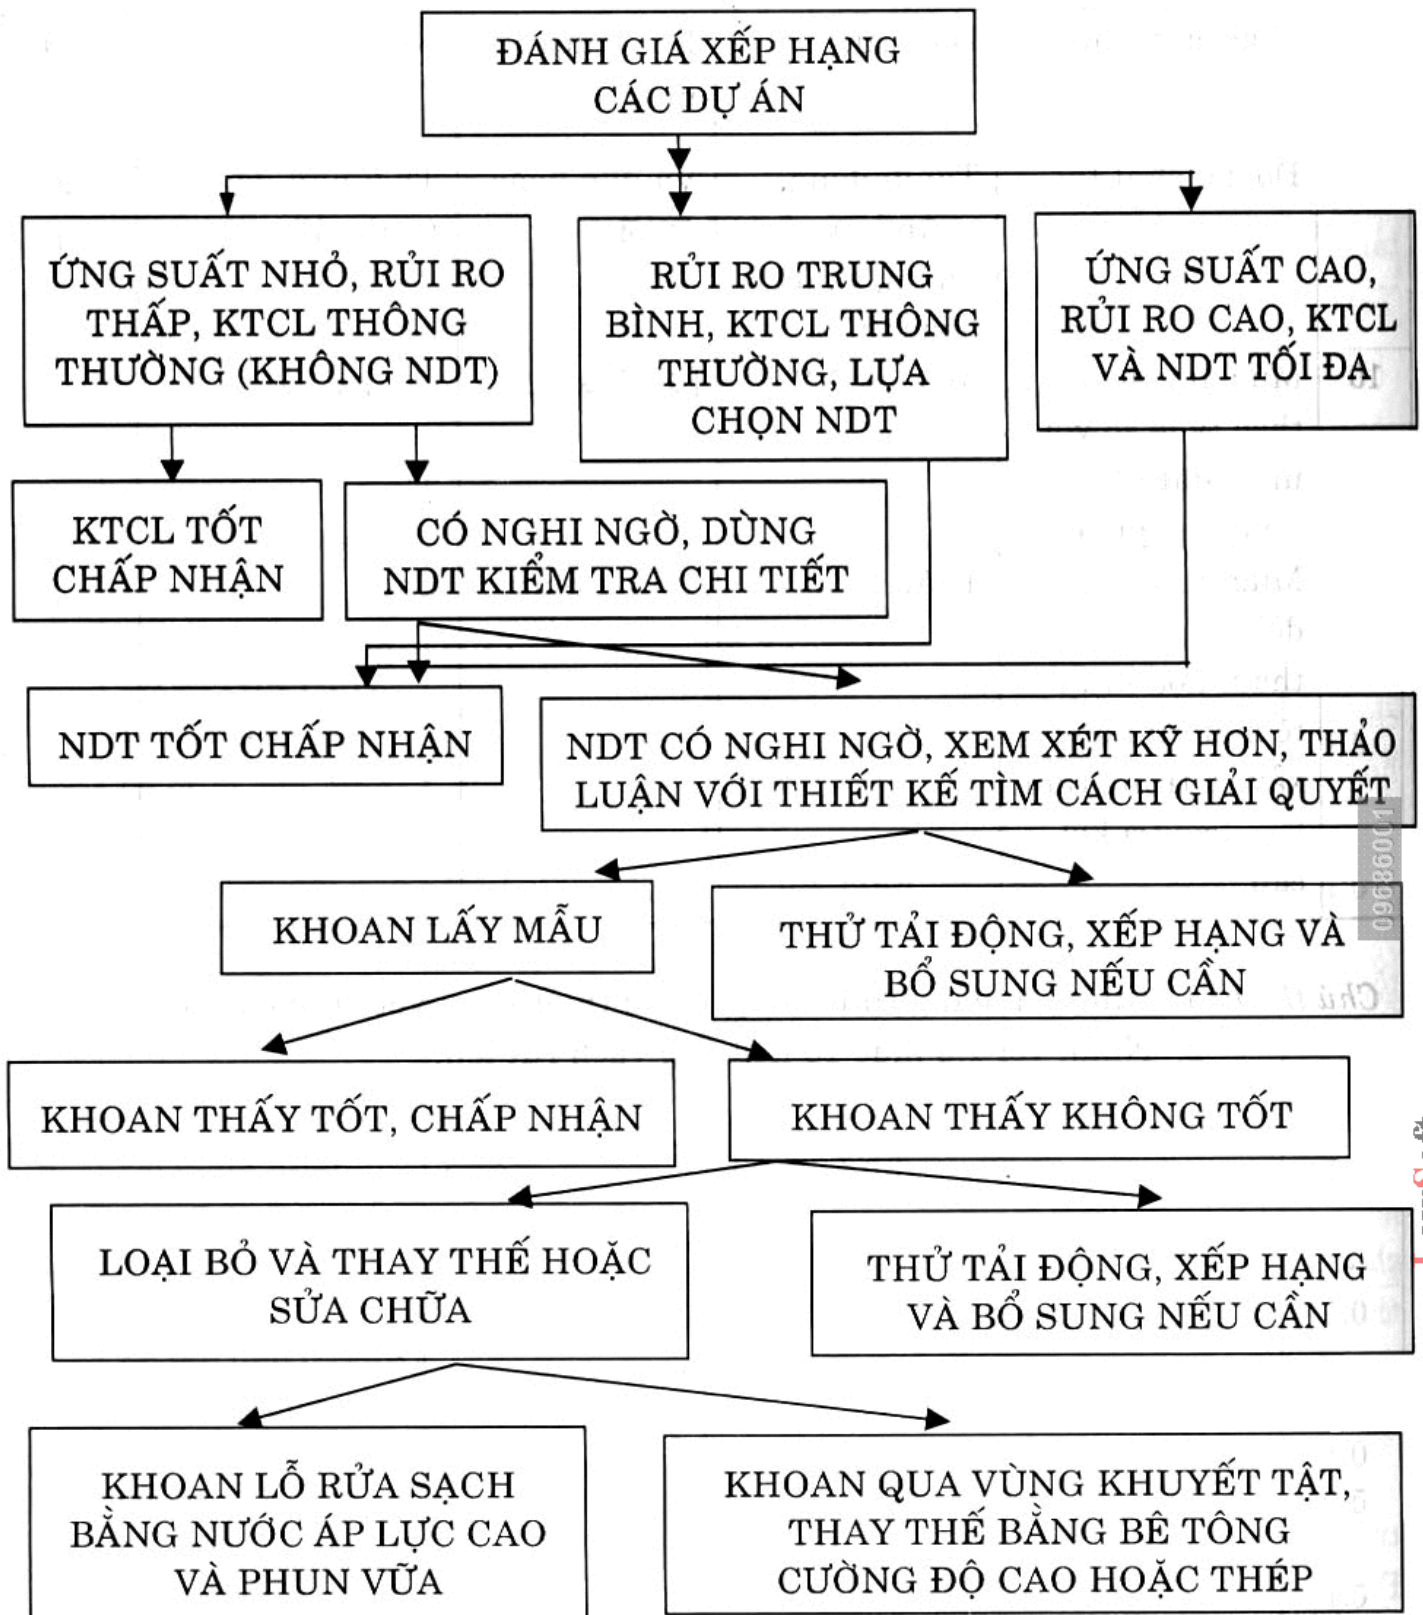 ĐÁNH GIÁ XẾP HẠNG
CÁC DỰ ÁN
ỨNG SUẤT NHỎ, RỦI RO
THẤP, KTCL THÔNG
THƯỜNG (KHÔNG NDT)
RỦI RO TRUNG
BÌNH, KTCL THÔNG
THƯỜNG, LỰA
CHỌN NDT
ỨNG SUẤT CAO,
RỦI RO CAO, KTCL
VÀ NDT TỐI ĐA
KTCL TỐT
CHẤP NHẬN
CÓ NGHI NGỜ, DÙNG
NDT KIỂM TRA CHI TIẾT
NDT TỐT CHẤP NHẬN
NDT CÓ NGHI NGỜ, XEM XÉT KỸ HƠN, THẢO
LUẬN VỚI THIẾT KẾ TÌM CÁCH GIẢI QUYẾT
09686001
KHOAN LẤY MẪU
THỬ TẢI ĐỘNG, XẾP HẠNG VÀ
BỔ SUNG NẾU CẦN
KHOAN THẤY TỐT, CHẤP NHẬN
KHOAN THẤY KHÔNG TỐT
LOẠI BỎ VÀ THAY THẾ HOẶC
SỬA CHỮA
THỬ TẢI ĐỘNG, XẾP HẠNG
VÀ BỔ SUNG NẾU CẦN
KHOAN LỖ RỬA SẠCH
BẰNG NƯỚC ÁP LỰC CAO
VÀ PHUN VỮA
KHOAN QUA VÙNG KHUYẾT TẬT,
THAY THẾ BẰNG BÊ TÔNG
CƯỜNG ĐỘ CAO HOẶC THÉP